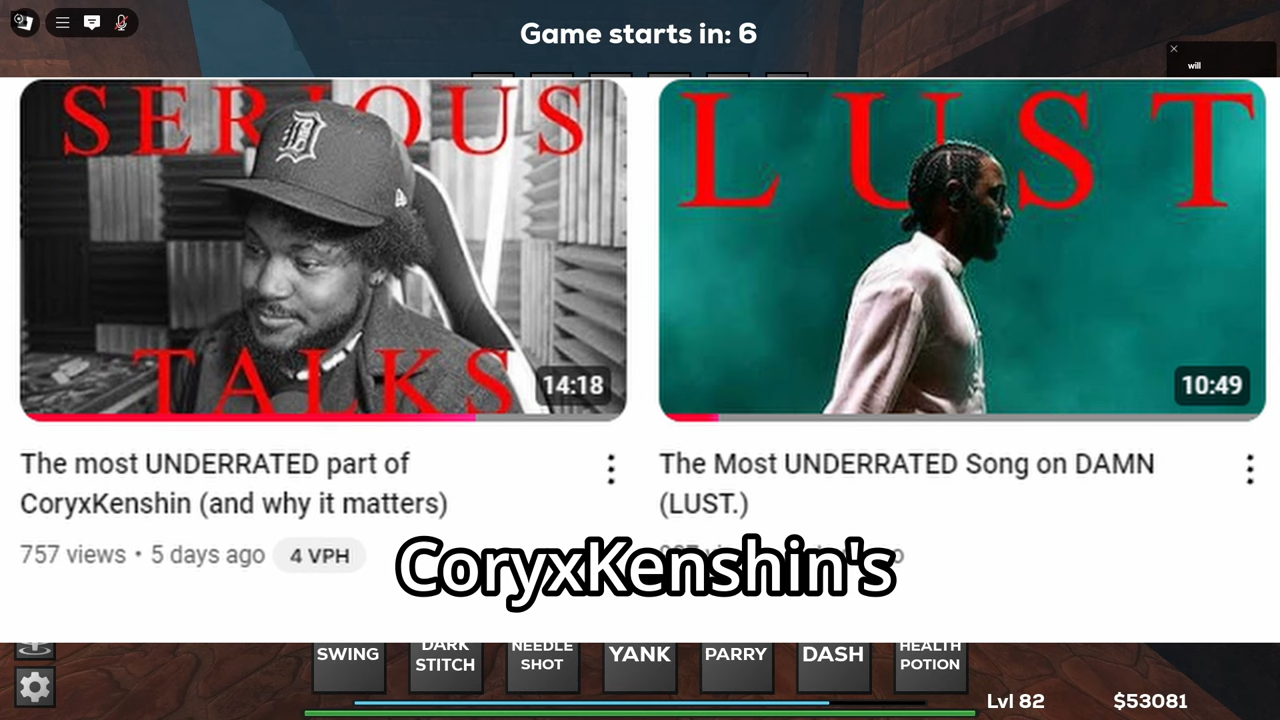 Game starts in: 6
will
SERIOUS
TALKS
14:18
LUST
10:49
The most UNDERRATED part of
CoryxKenshin (and why it matters)
757 views • 5 days ago 4 VPH
The Most UNDERRATED Song on DAMN
(LUST.)
CoryxKenshin's
SWING
DARK
STITCH
NEEDLE
SHOT
YANK
PARRY
DASH
HEALTH
POTION
Lvl 82
$53081